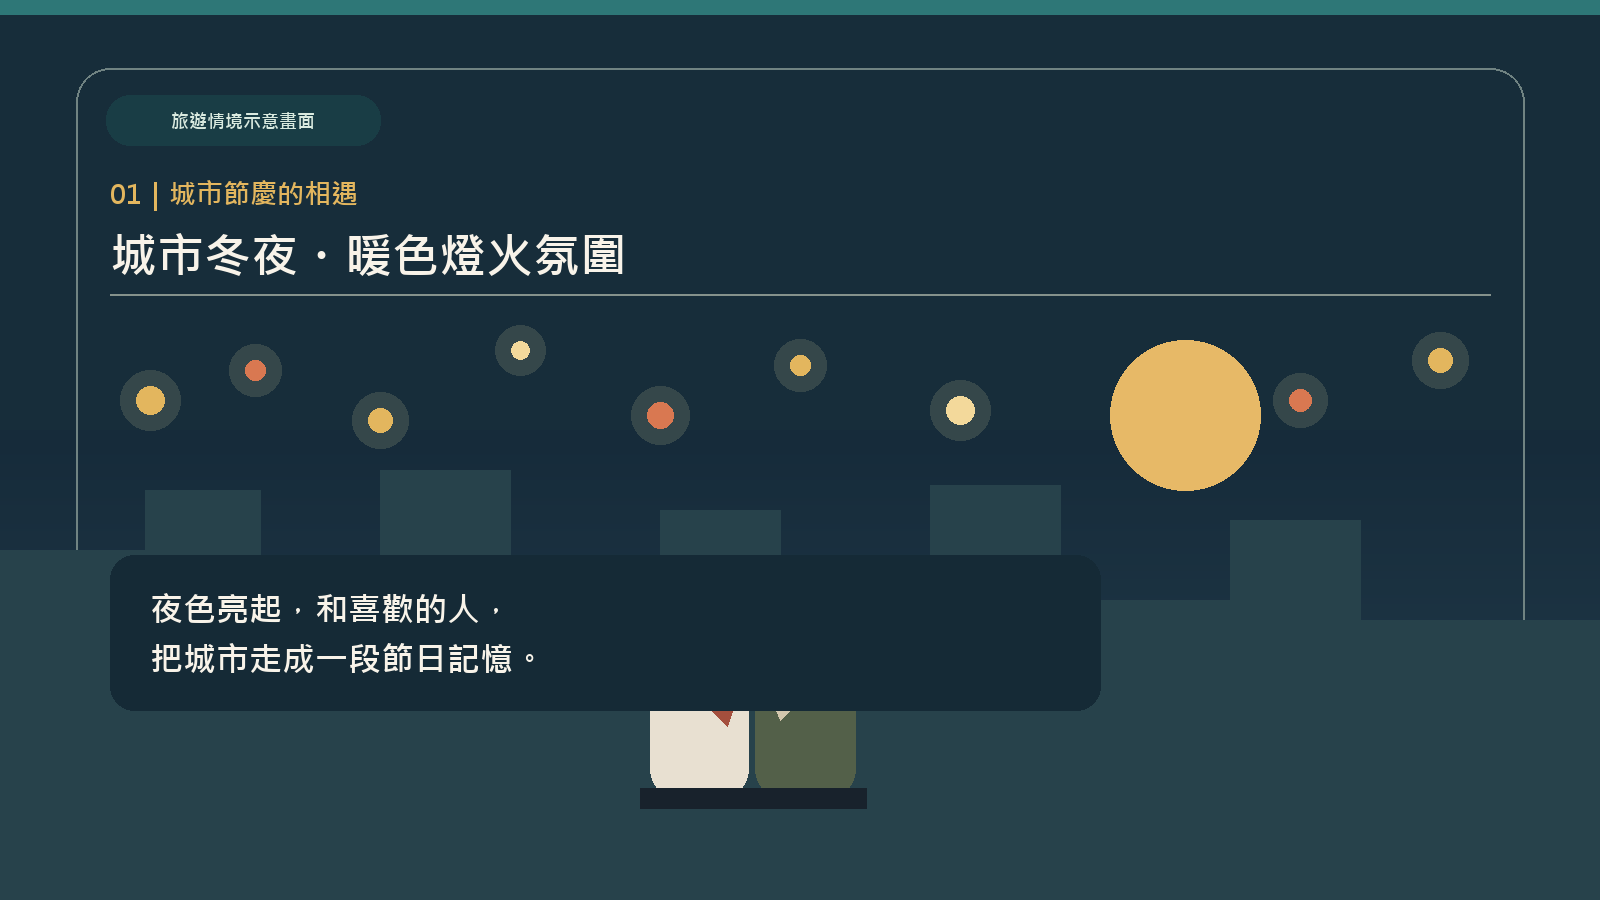 旅遊情境示意畫面
01｜城市節慶的相遇
城市冬夜・暖色燈火氛圍
夜色亮起，和喜歡的人，
把城市走成一段節日記憶。